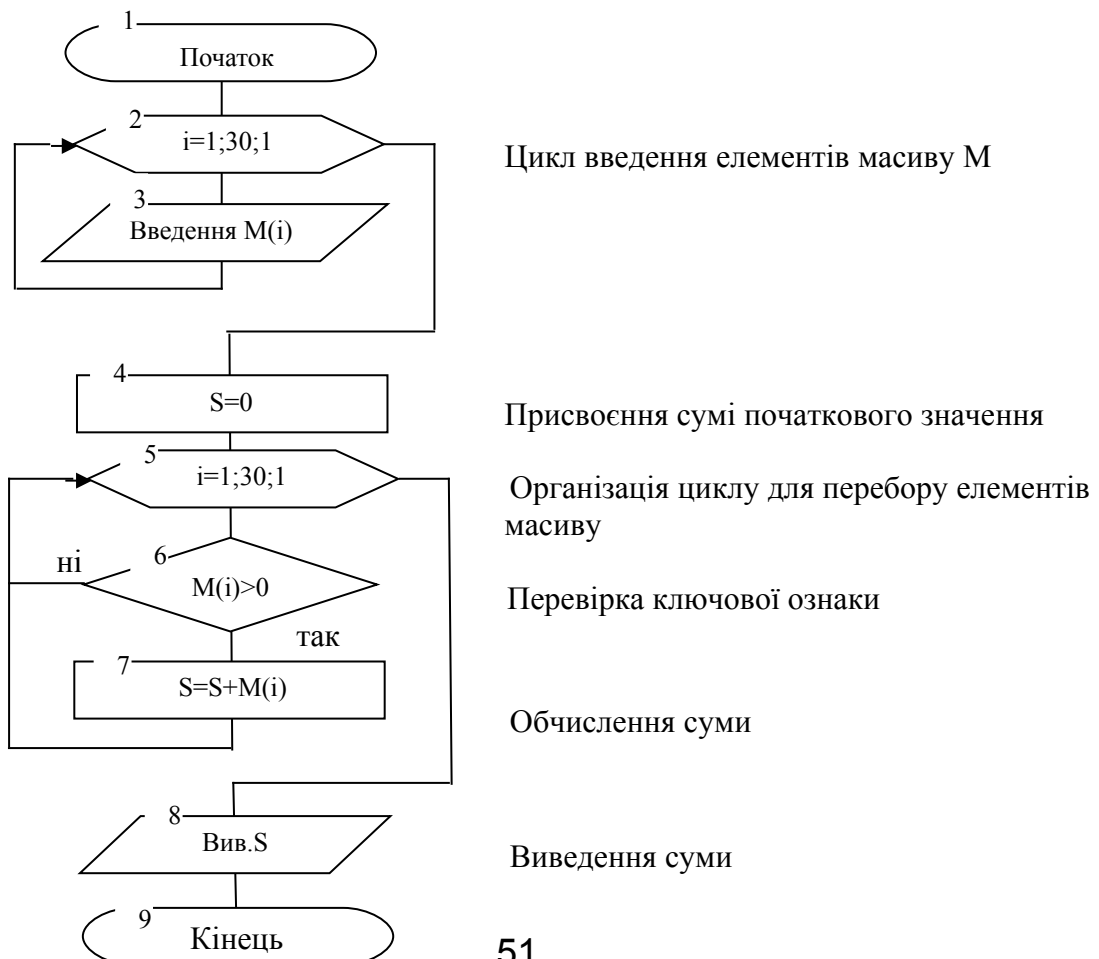 1
Початок
2
i=1;30;1
Цикл введення елементів масиву М
3
Введення M(i)
4
S=0
Присвоєння сумі початкового значення
5
i=1;30;1
Організація циклу для перебору елементів
масиву
ні
6
M(i)>0
Перевірка ключової ознаки
так
7
S=S+M(i)
Обчислення суми
8
Вив.S
Виведення суми
9
Кінець
51